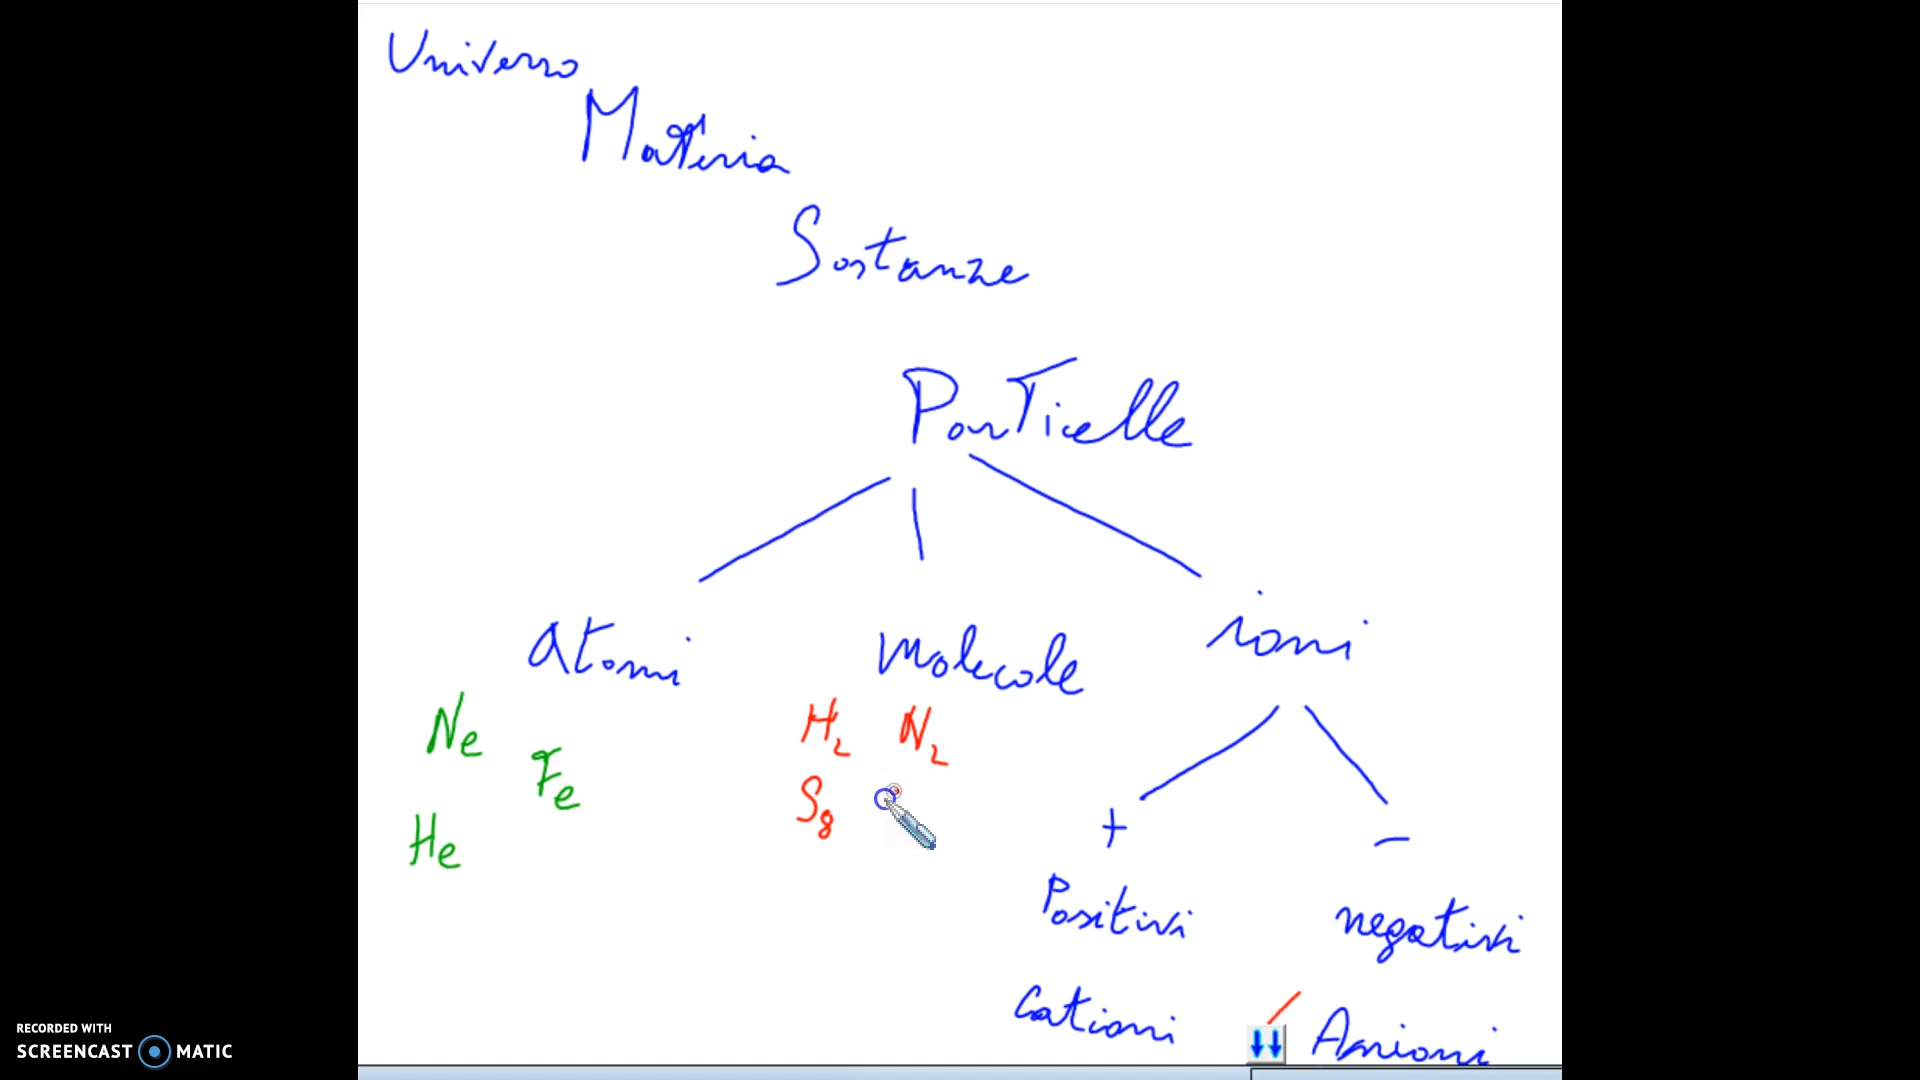 Universo
Materia
Sostanze
Particelle
Atomi molecole ioni
Ne Fe H2 N2
He S8
+ -
Positivi negativi
Cationi Anioni
RECORDED WITH
SCREENCAST MATIC